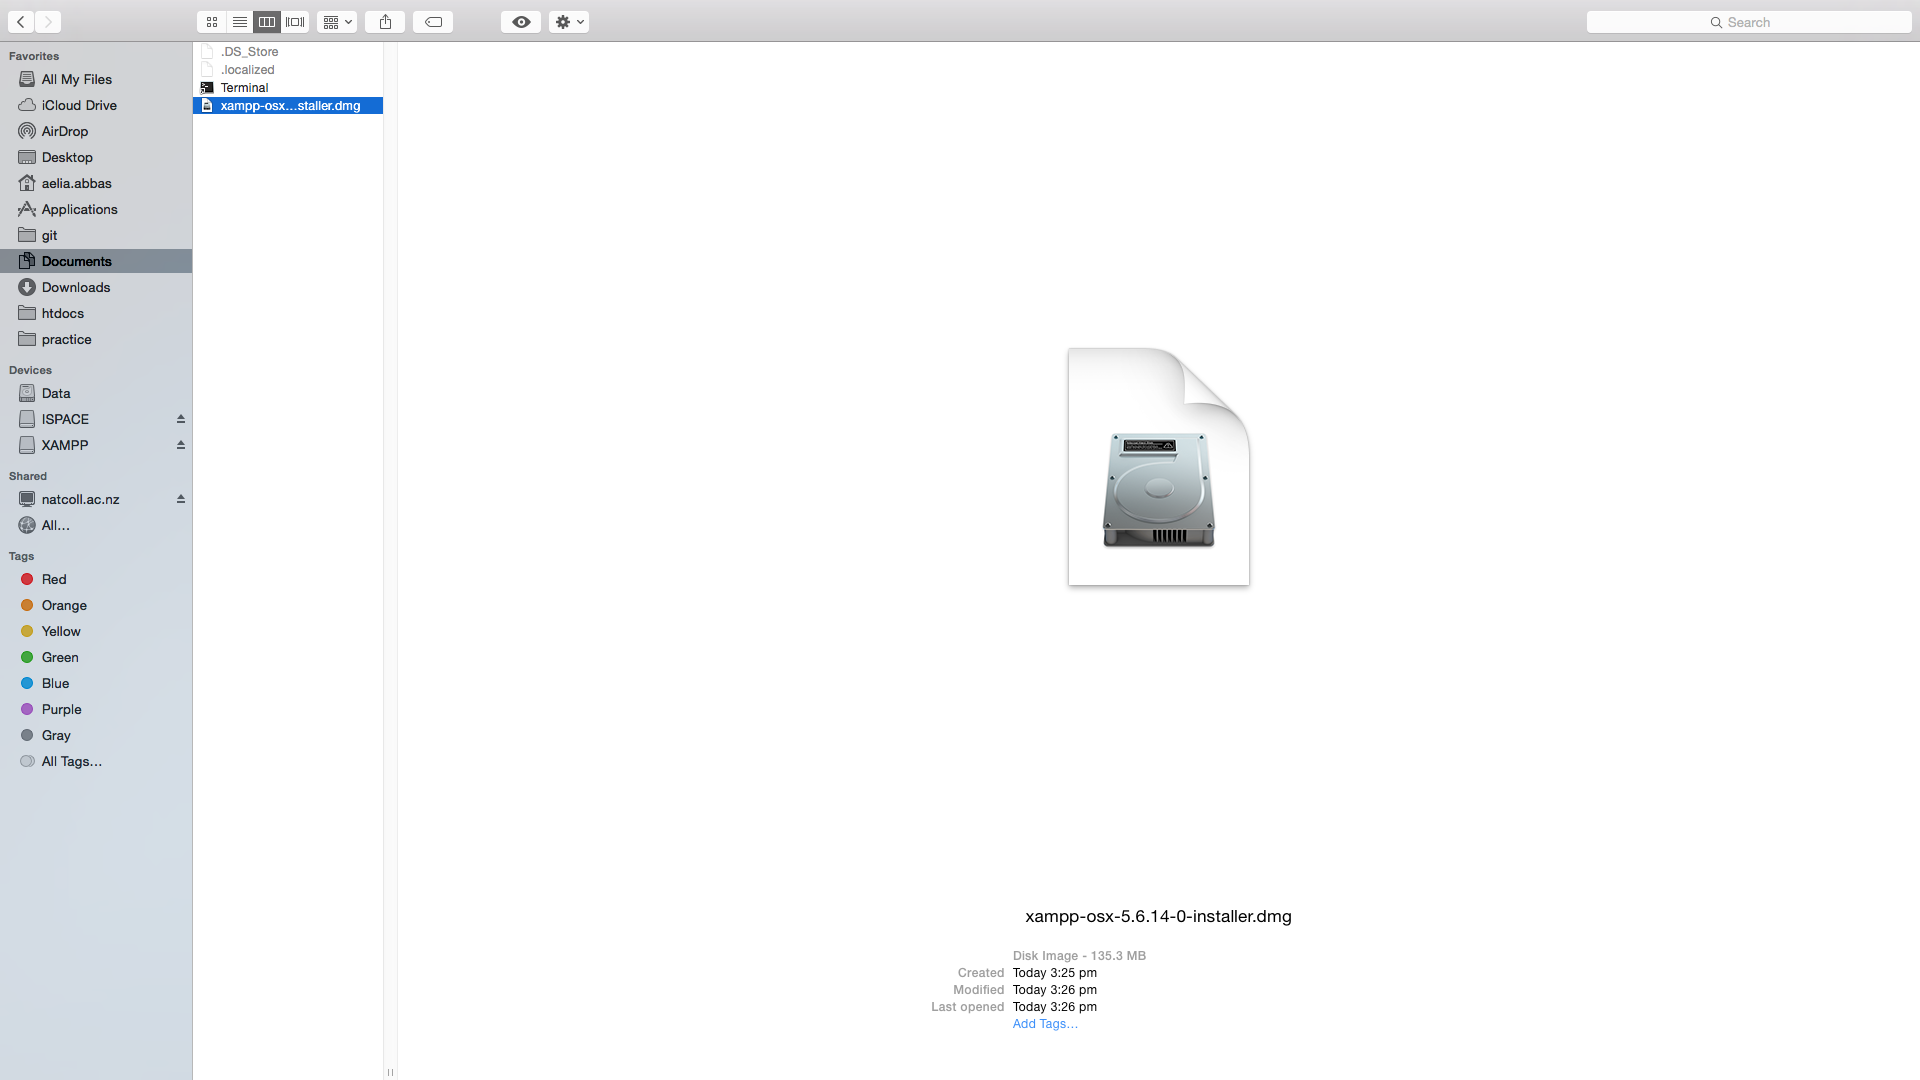 Search
Favorites
All My Files
iCloud Drive
AirDrop
Desktop
aelia.abbas
Applications
git
Documents
Downloads
htdocs
practice
Devices
Data
ISPACE
XAMPP
Shared
natcoll.ac.nz
All...
Tags
Red
Orange
Yellow
Green
Blue
Purple
Gray
All Tags...
.DS_Store
.localized
Terminal
xampp-osx...staller.dmg
xampp-osx-5.6.14-0-installer.dmg
Disk Image - 135.3 MB
Created Today 3:25 pm
Modified Today 3:26 pm
Last opened Today 3:26 pm
Add Tags...